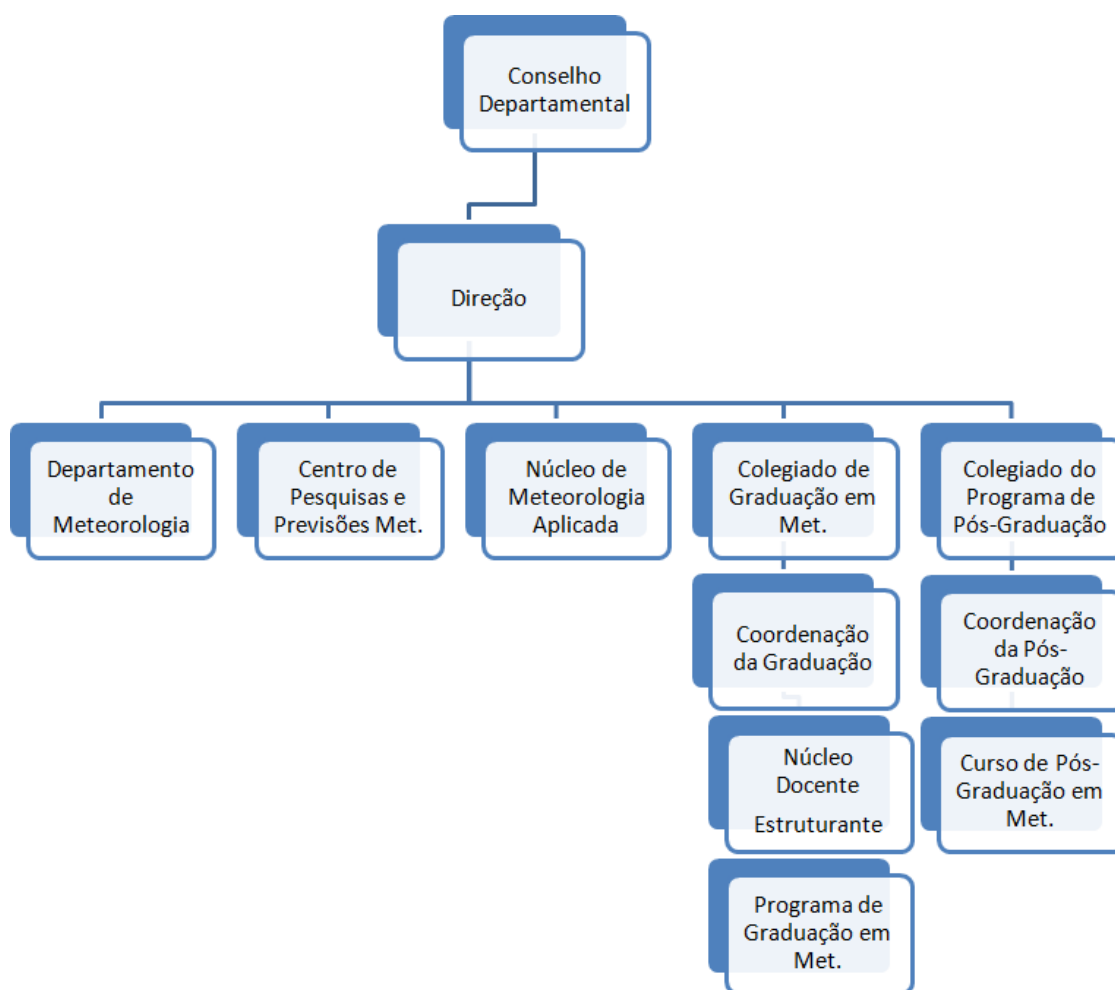 Conselho
Departamental
Direção
Departamento
de
Meteorologia
Centro de
Pesquisas e
Previsões Met.
Núcleo de
Meteorologia
Aplicada
Colegiado de
Graduação em
Met.
Colegiado do
Programa de
Pós-Graduação
Coordenação
da Graduação
Coordenação
da Pós-
Graduação
Núcleo
Docente
Estruturante
Curso de Pós-
Graduação em
Met.
Programa de
Graduação em
Met.